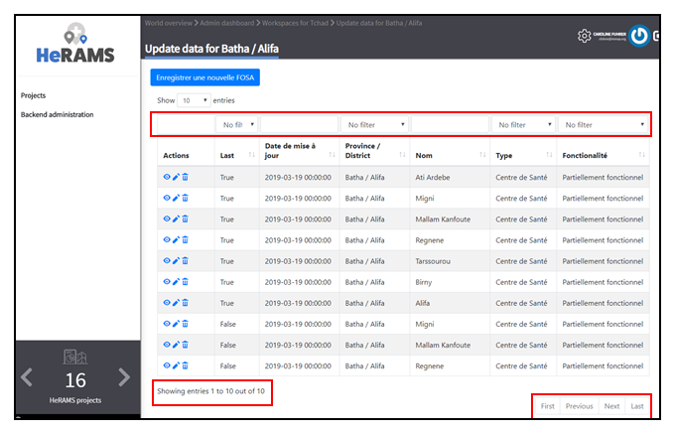 World overview > Admin dashboard > Workspaces for Tchad > Update data for Batha / Alifa
HeRAMS
Update data for Batha / Alifa
CAROLINE FUHRER
Enregistrer une nouvelle FOSA
Projects
Backend administration
Show 10 entries
No fil No filter No filter No filter
Actions Last Date de mise à jour Province / District Nom Type Fonctionalité
True 2019-03-19 00:00:00 Batha / Alifa Ati Ardebe Centre de Santé Partiellement fonctionnel
True 2019-03-19 00:00:00 Batha / Alifa Migni Centre de Santé Partiellement fonctionnel
True 2019-03-19 00:00:00 Batha / Alifa Mallam Kanfoute Centre de Santé Partiellement fonctionnel
True 2019-03-19 00:00:00 Batha / Alifa Regnene Centre de Santé Partiellement fonctionnel
True 2019-03-19 00:00:00 Batha / Alifa Tarssourou Centre de Santé Partiellement fonctionnel
True 2019-03-19 00:00:00 Batha / Alifa Birny Centre de Santé Partiellement fonctionnel
True 2019-03-19 00:00:00 Batha / Alifa Alifa Centre de Santé Partiellement fonctionnel
False 2019-03-19 00:00:00 Batha / Alifa Migni Centre de Santé Partiellement fonctionnel
False 2019-03-19 00:00:00 Batha / Alifa Mallam Kanfoute Centre de Santé Partiellement fonctionnel
False 2019-03-19 00:00:00 Batha / Alifa Regnene Centre de Santé Partiellement fonctionnel
Showing entries 1 to 10 out of 10
First Previous Next Last
16
HeRAMS projects